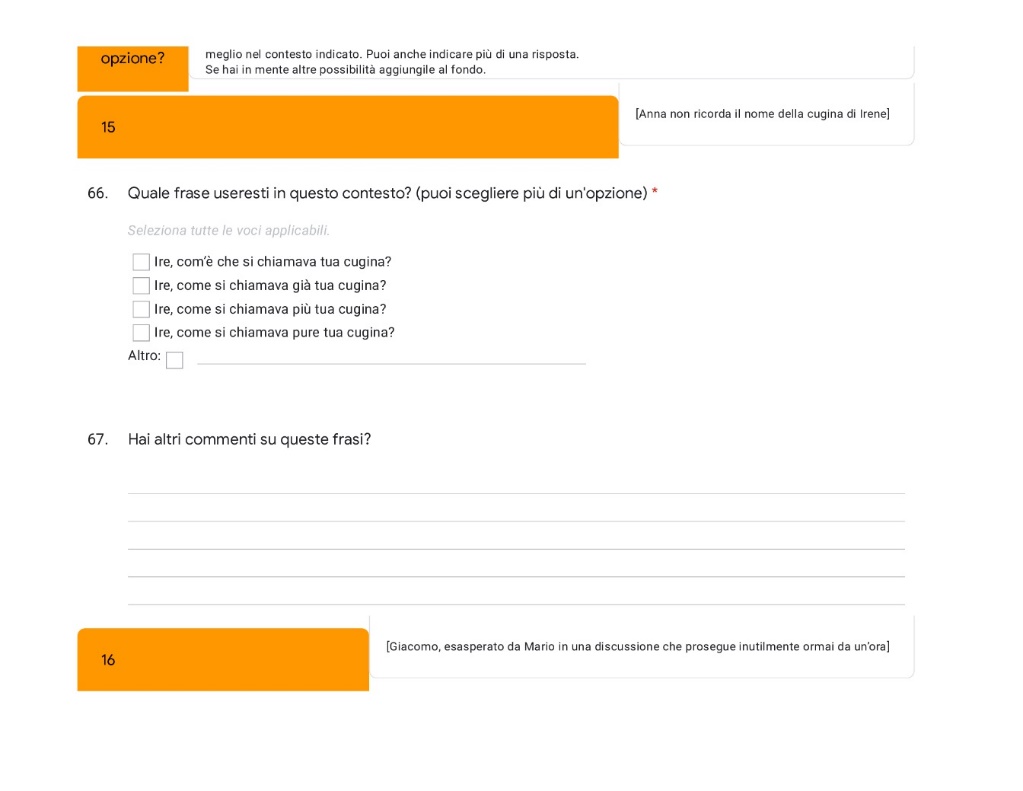 opzione?
meglio nel contesto indicato. Puoi anche indicare più di una risposta.
Se hai in mente altre possibilità aggiungile al fondo.
15
[Anna non ricorda il nome della cugina di Irene]
66. Quale frase useresti in questo contesto? (puoi scegliere più di un'opzione) *
Seleziona tutte le voci applicabili.
Ire, com'è che si chiamava tua cugina?
Ire, come si chiamava già tua cugina?
Ire, come si chiamava più tua cugina?
Ire, come si chiamava pure tua cugina?
Altro:
67. Hai altri commenti su queste frasi?
16
[Giacomo, esasperato da Mario in una discussione che prosegue inutilmente ormai da un'ora]